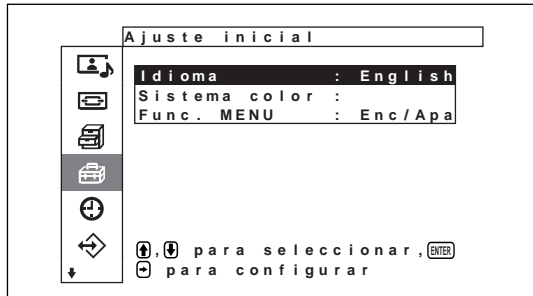 Ajuste inicial
Idioma : English
Sistema color :
Func. MENU : Enc/Apa
, para seleccionar, ENTER
para configurar